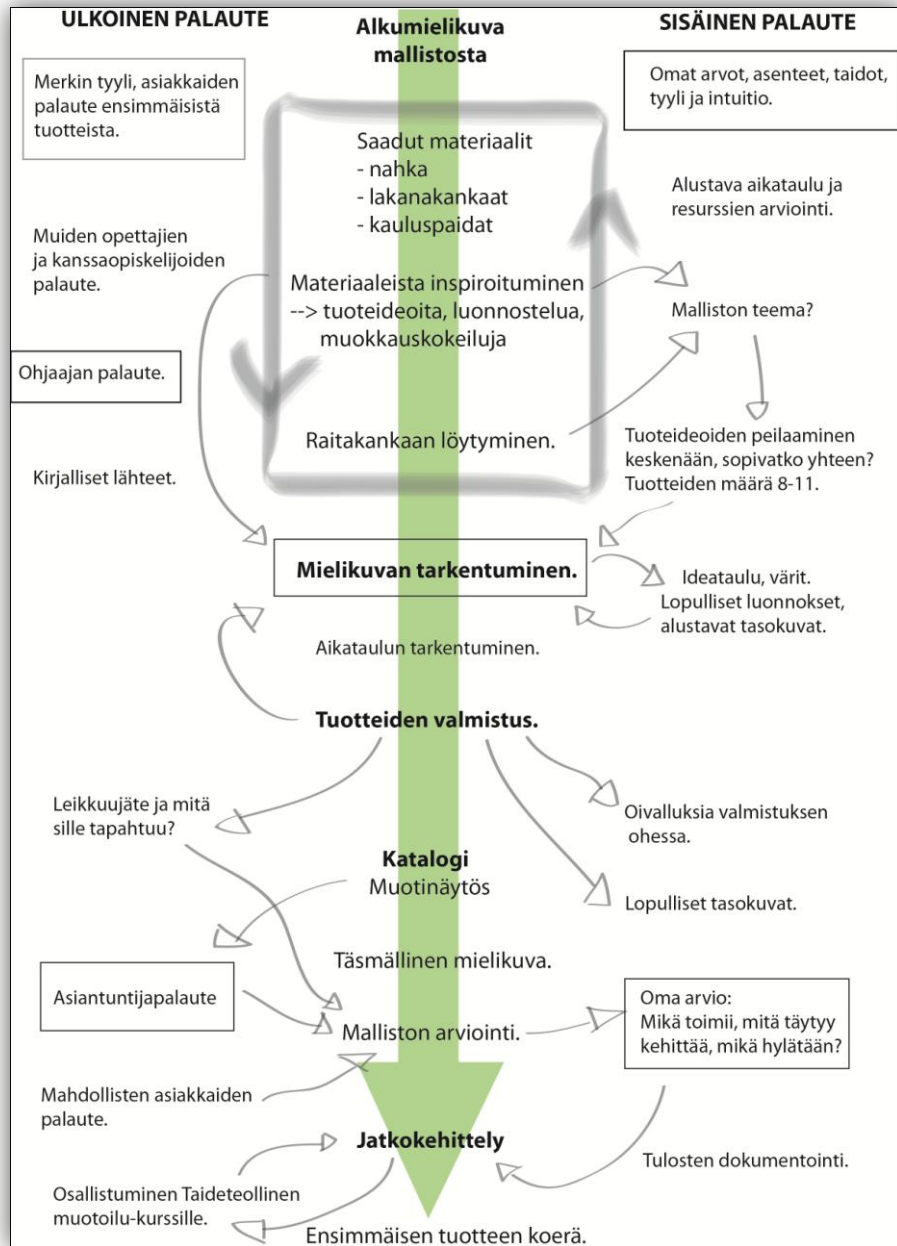 ULKOINEN PALAUTE
Alkumielikuva
mallistosta
SISÄINEN PALAUTE
Merkin tyyli, asiakkaiden
palaute ensimmäisistä
tuotteista.
Omat arvot, asenteet, taidot,
tyyli ja intuitio.
Saadut materiaalit
- nahka
- lakanakankaat
- kauluspaidat
Alustava aikataulu ja
resurssien arviointi.
Muiden opettajien
ja kanssaopiskelijoiden
palaute.
Materiaaleista inspiroituminen
--> tuoteideoita, luonnostelua,
muokkauskokeiluja
Malliston teema?
Ohjaajan palaute.
Raitakankaan löytyminen.
Tuoteideoiden peilaaminen
keskenään, sopivatko yhteen?
Tuotteiden määrä 8-11.
Kirjalliset lähteet.
Mielikuvan tarkentuminen.
Ideataulu, värit.
Lopulliset luonnokset,
alustavat tasokuvat.
Aikataulun tarkentuminen.
Tuotteiden valmistus.
Leikkuujäte ja mitä
sille tapahtuu?
Oivalluksia valmistuksen
ohessa.
Katalogi
Muotinäytös
Lopulliset tasokuvat.
Täsmällinen mielikuva.
Asiantuntijapalaute
Oma arvio:
Mikä toimii, mitä täytyy
kehittää, mikä hylätään?
Malliston arviointi.
Mahdollisten asiakkaiden
palaute.
Jatkokehittely
Tulosten dokumentointi.
Osallistuminen Taideteollinen
muotoilu-kurssille.
Ensimmäisen tuotteen koerä.